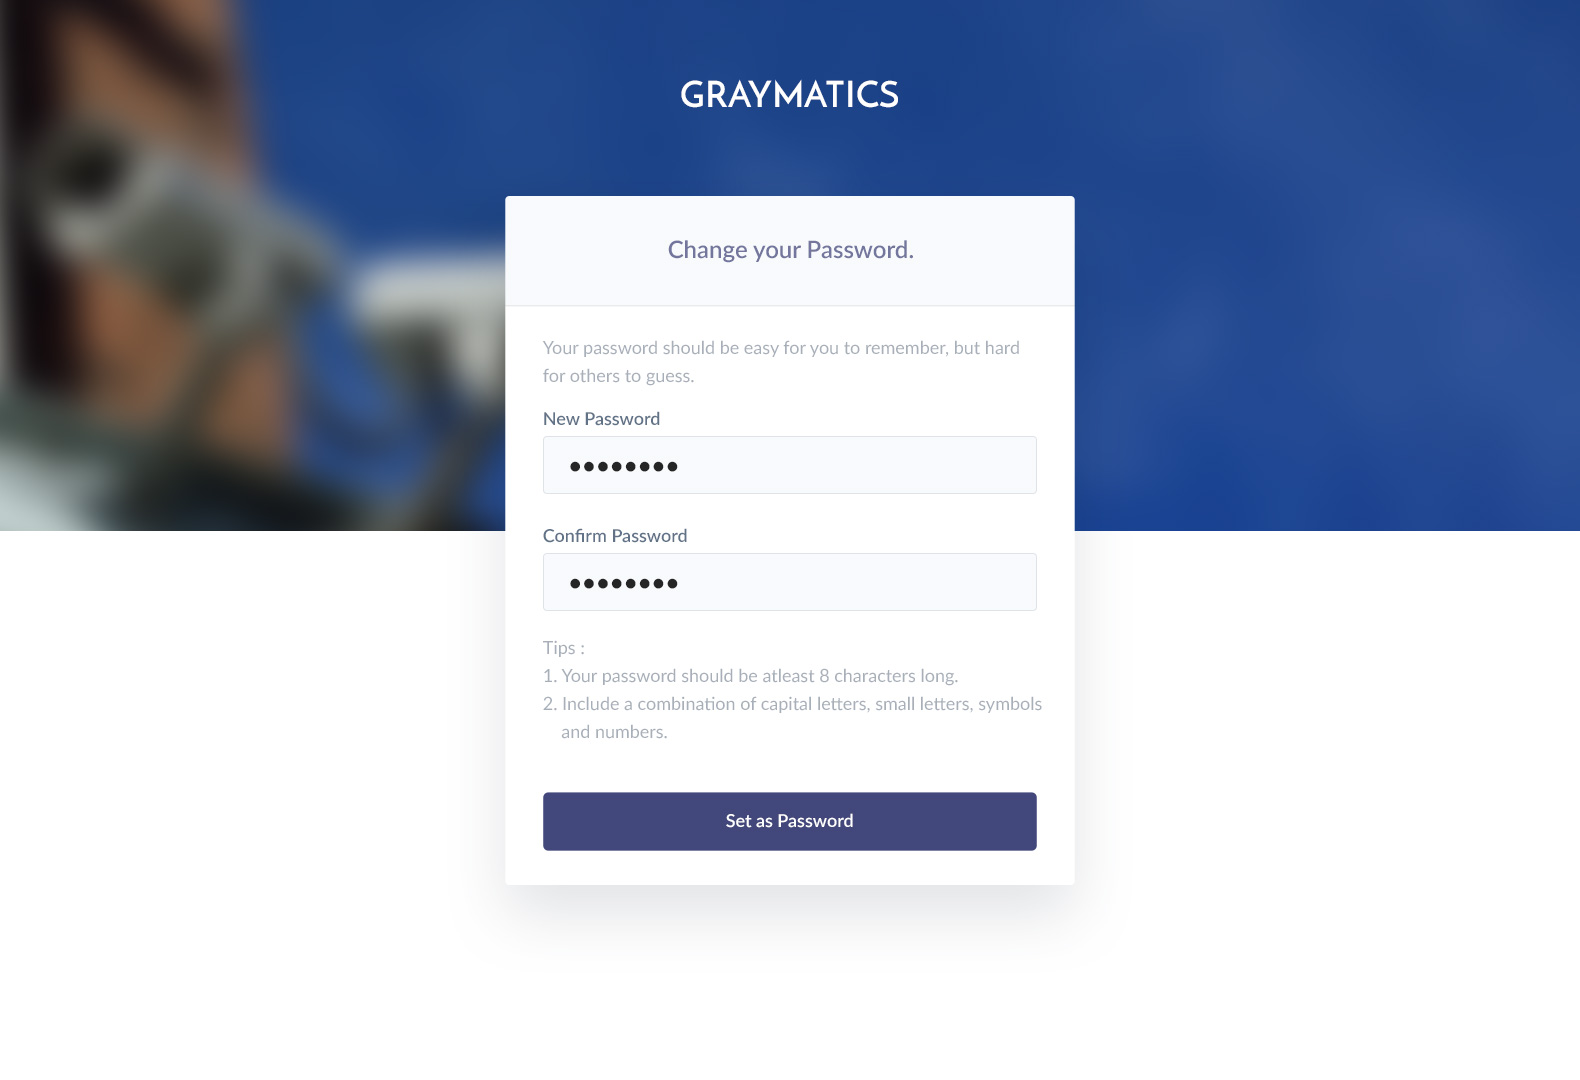 GRAYMATICS
Change your Password.
Your password should be easy for you to remember, but hard
for others to guess.
New Password
●●●●●●●●
Confirm Password
●●●●●●●●
Tips :
1. Your password should be atleast 8 characters long.
2. Include a combination of capital letters, small letters, symbols
and numbers.
Set as Password